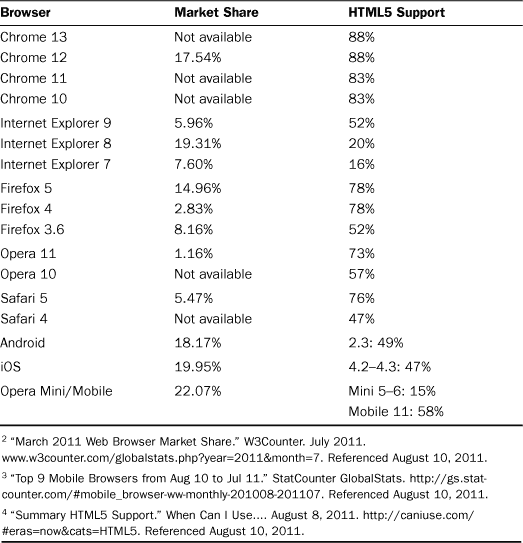 Browser Market Share HTML5 Support
Chrome 13 Not available 88%
Chrome 12 17.54% 88%
Chrome 11 Not available 83%
Chrome 10 Not available 83%
Internet Explorer 9 5.96% 52%
Internet Explorer 8 19.31% 20%
Internet Explorer 7 7.60% 16%
Firefox 5 14.96% 78%
Firefox 4 2.83% 78%
Firefox 3.6 8.16% 52%
Opera 11 1.16% 73%
Opera 10 Not available 57%
Safari 5 5.47% 76%
Safari 4 Not available 47%
Android 18.17% 2.3: 49%
iOS 19.95% 4.2–4.3: 47%
Opera Mini/Mobile 22.07% Mini 5–6: 15%
Mobile 11: 58%
2 “March 2011 Web Browser Market Share.” W3Counter. July 2011.
www.w3counter.com/globalstats.php?year=2011&month=7. Referenced August 10, 2011.
3 “Top 9 Mobile Browsers from Aug 10 to Jul 11.” StatCounter GlobalStats. http://gs.stat-
counter.com/#mobile_browser-ww-monthly-201008-201107. Referenced August 10, 2011.
4 “Summary HTML5 Support.” When Can I Use.... August 8, 2011. http://caniuse.com/
#eras=now&cats=HTML5. Referenced August 10, 2011.